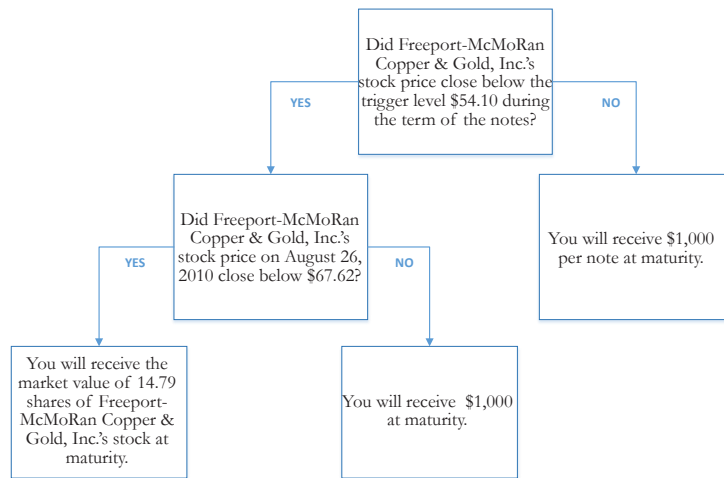 Did Freeport-McMoRan
Copper & Gold, Inc.'s
stock price close below the
trigger level $54.10 during
the term of the notes?
YES
NO
Did Freeport-McMoRan
Copper & Gold, Inc.'s
stock price on August 26,
2010 close below $67.62?
You will receive $1,000
per note at maturity.
YES
NO
You will receive the
market value of 14.79
shares of Freeport-
McMoRan Copper &
Gold, Inc.'s stock at
maturity.
You will receive $1,000
at maturity.